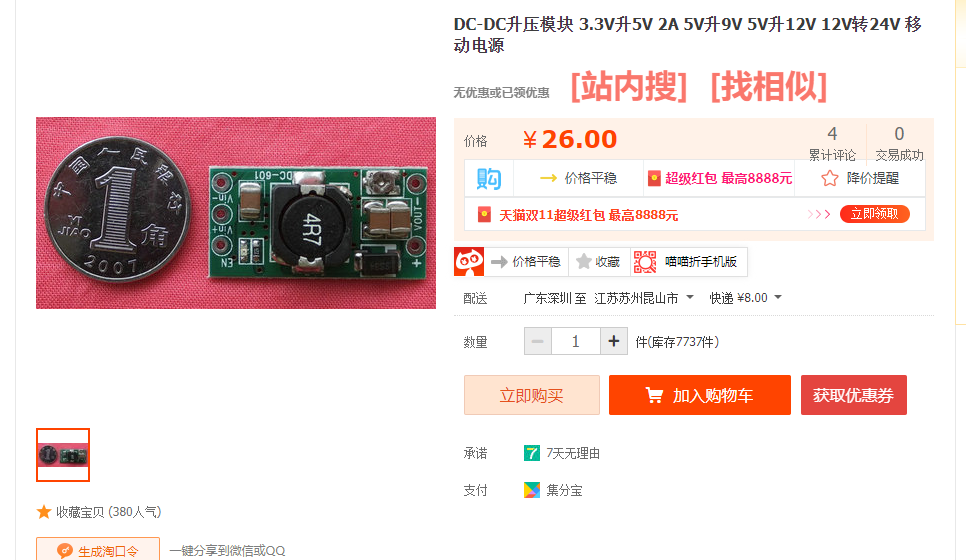 DC-DC升压模块 3.3V升5V 2A 5V升9V 5V升12V 12V转24V 移
动电源
无优惠或已领优惠
[站内搜] [找相似]
价格
¥26.00
4
累计评论
0
交易成功
购
价格平稳
超级红包 最高8888元
降价提醒
天猫双11超级红包 最高8888元
>>>
立即领取
价格平稳
收藏
喵喵折手机版
配送
广东深圳 至 江苏苏州昆山市
快递 ¥8.00
数量
− 1 +
件(库存7737件)
立即购买
加入购物车
获取优惠券
承诺
7 7天无理由
支付
集分宝
中国人民银行
1
角
YI
JIAO
2007
DC-601
Vin-
Vin+
EN
4R7
VOUT-
+
收藏宝贝 (380人气)
生成淘口令
一键分享到微信或QQ